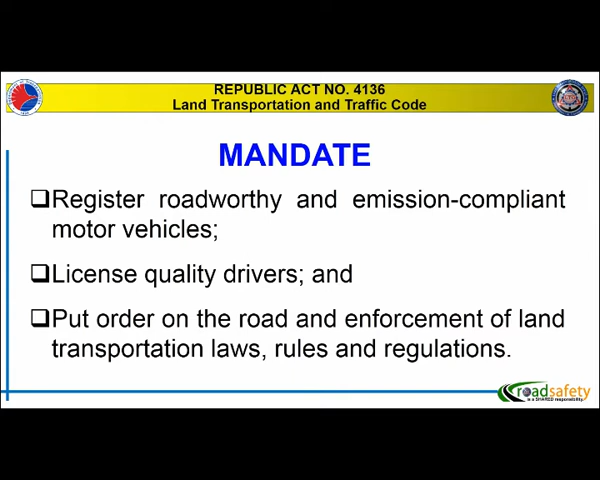 REPUBLIC ACT NO. 4136
Land Transportation and Traffic Code
MANDATE
Register roadworthy and emission-compliant
motor vehicles;
License quality drivers; and
Put order on the road and enforcement of land
transportation laws, rules and regulations.
roadsafety
is a SHARED responsibility.